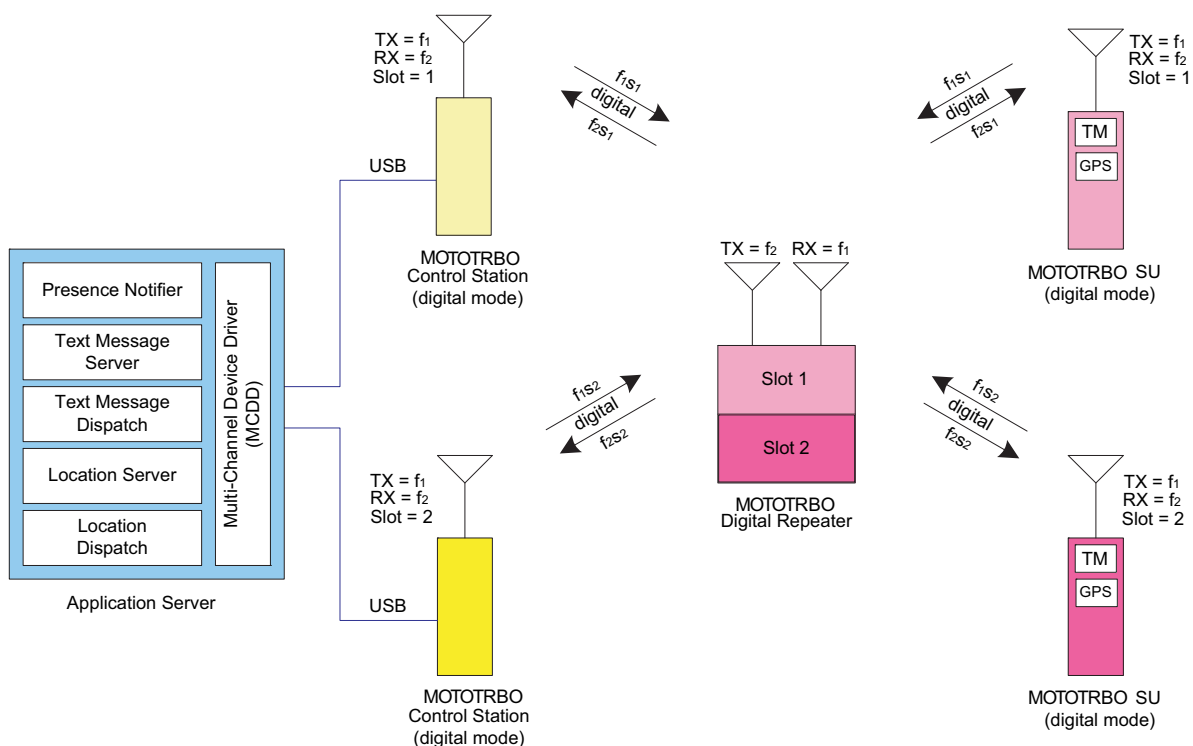 TX = f1
RX = f2
Slot = 1
f1s1
digital
f2s1
USB
MOTOTRBO
Control Station
(digital mode)
TX = f1
RX = f2
Slot = 1
f1s1
digital
f2s1
TM
GPS
MOTOTRBO SU
(digital mode)
Presence Notifier
Text Message
Server
Text Message
Dispatch
Location Server
Location
Dispatch
Multi-Channel Device Driver
(MCDD)
Application Server
TX = f2
RX = f1
Slot 1
Slot 2
MOTOTRBO
Digital Repeater
f1s2
digital
f2s2
TX = f1
RX = f2
Slot = 2
USB
MOTOTRBO
Control Station
(digital mode)
f1s2
digital
f2s2
TX = f1
RX = f2
Slot = 2
TM
GPS
MOTOTRBO SU
(digital mode)